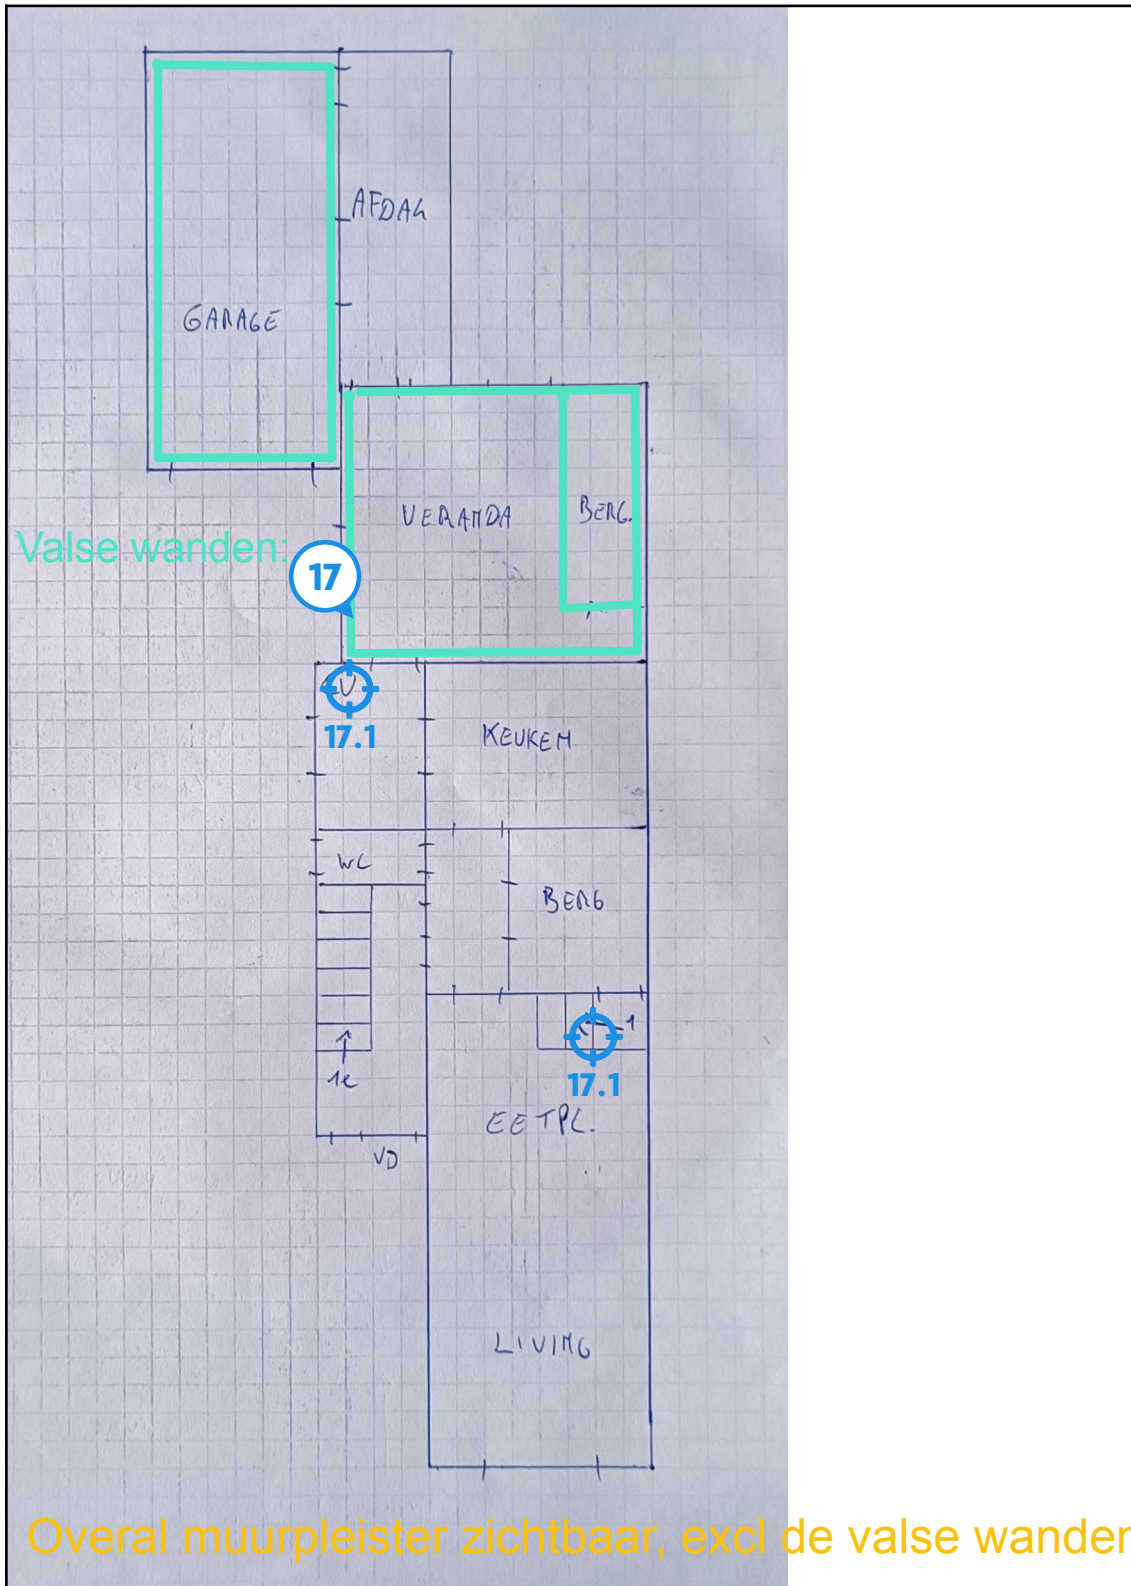 AFDAK
GARAGE
VERANDA
BERG.
Valse wanden:
17
17.1
KEUKEN
WC
BERG
1
17.1
1e
EETPL.
VD
LIVING
Overal muurpleister zichtbaar, excl de valse wanden